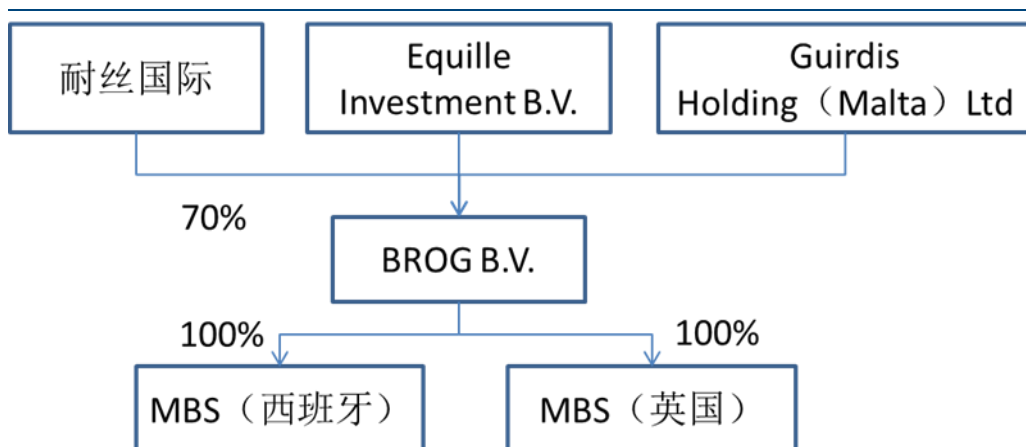 耐丝国际
Equille
Investment B.V.
Guirdis
Holding（Malta）Ltd
70%
BROG B.V.
100%
100%
MBS（西班牙）
MBS（英国）